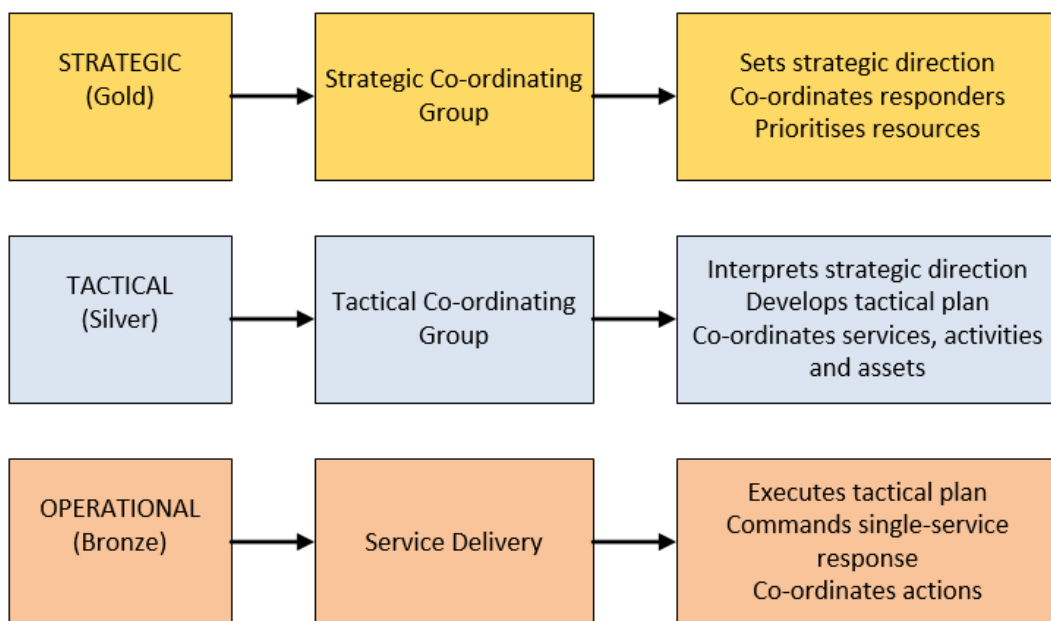 STRATEGIC
(Gold)
Strategic Co-ordinating
Group
Sets strategic direction
Co-ordinates responders
Prioritises resources
TACTICAL
(Silver)
Tactical Co-ordinating
Group
Interprets strategic direction
Develops tactical plan
Co-ordinates services, activities
and assets
OPERATIONAL
(Bronze)
Service Delivery
Executes tactical plan
Commands single-service
response
Co-ordinates actions